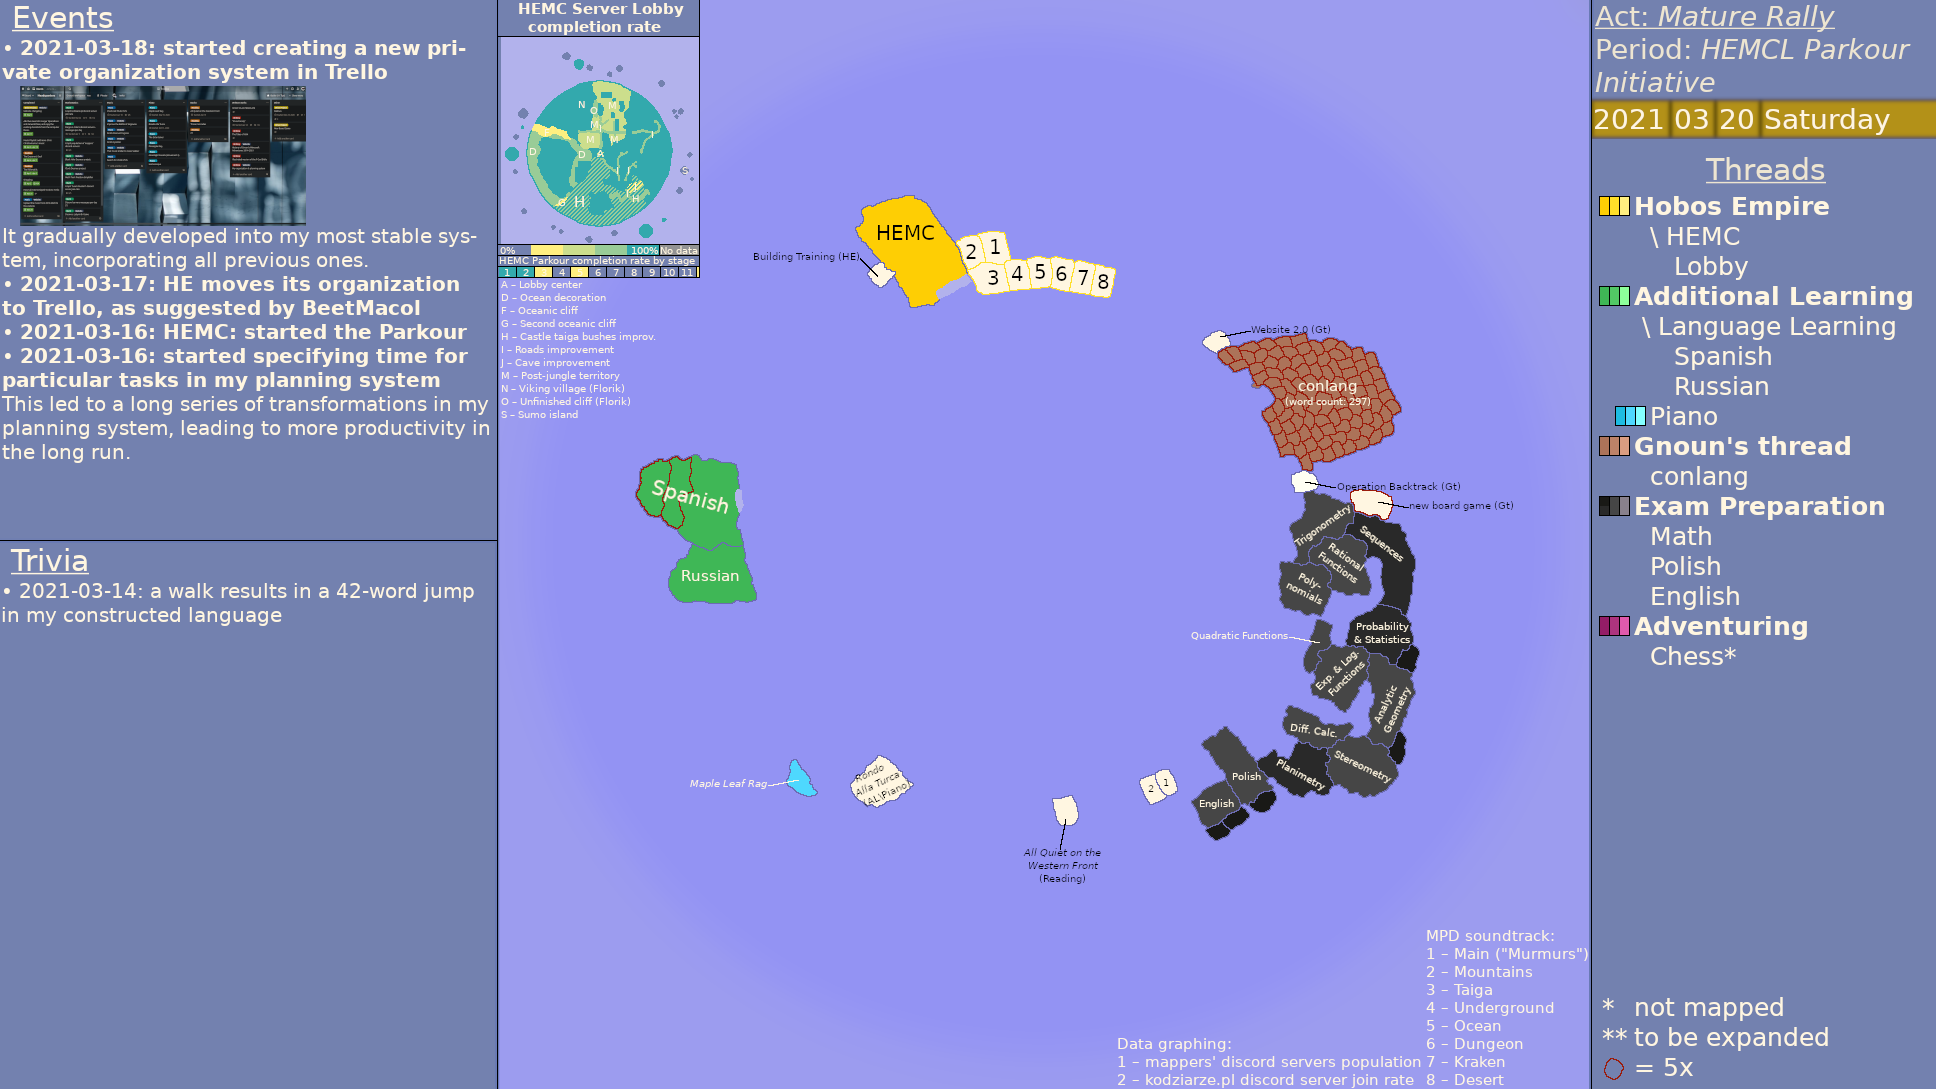 Events
• 2021-03-18: started creating a new pri-
vate organization system in Trello
It gradually developed into my most stable sys-
tem, incorporating all previous ones.
• 2021-03-17: HE moves its organization
to Trello, as suggested by BeetMacol
• 2021-03-16: HEMC: started the Parkour
• 2021-03-16: started specifying time for
particular tasks in my planning system
This led to a long series of transformations in my
planning system, leading to more productivity in
the long run.
Trivia
• 2021-03-14: a walk results in a 42-word jump
in my constructed language
HEMC Server Lobby
completion rate
N
O
M
M
I
M
M
D
D
A
S
J
I
F
H
G
H
0%
100%
No data
HEMC Parkour completion rate by stage
1 2 3 4 5 6 7 8 9 10 11
A – Lobby center
D – Ocean decoration
F – Oceanic cliff
G – Second oceanic cliff
H – Castle taiga bushes improv.
I – Roads improvement
J – Cave improvement
M – Post-jungle territory
N – Viking village (Florik)
O – Unfinished cliff (Florik)
S – Sumo island
HEMC
Building Training (HE)
2 1
3 4 5 6 7 8
Website 2.0 (Gt)
conlang
(word count: 297)
Operation Backtrack (Gt)
new board game (Gt)
Spanish
Russian
Trigonometry
Sequences
Rational
Functions
Poly-
nomials
Quadratic Functions
Probability
& Statistics
Exp. & Log.
Functions
Analytic
Geometry
Diff. Calc.
Stereometry
Planimetry
Polish
English
Maple Leaf Rag
Rondo
Alla Turca
(AL\Piano)
2 1
All Quiet on the
Western Front
(Reading)
Data graphing:
1 – mappers' discord servers population
2 – kodziarze.pl discord server join rate
MPD soundtrack:
1 – Main ("Murmurs")
2 – Mountains
3 – Taiga
4 – Underground
5 – Ocean
6 – Dungeon
7 – Kraken
8 – Desert
Act: Mature Rally
Period: HEMCL Parkour
Initiative
2021 03 20 Saturday
Threads
Hobos Empire
\ HEMC
Lobby
Additional Learning
\ Language Learning
Spanish
Russian
Piano
Gnoun's thread
conlang
Exam Preparation
Math
Polish
English
Adventuring
Chess*
* not mapped
** to be expanded
= 5x